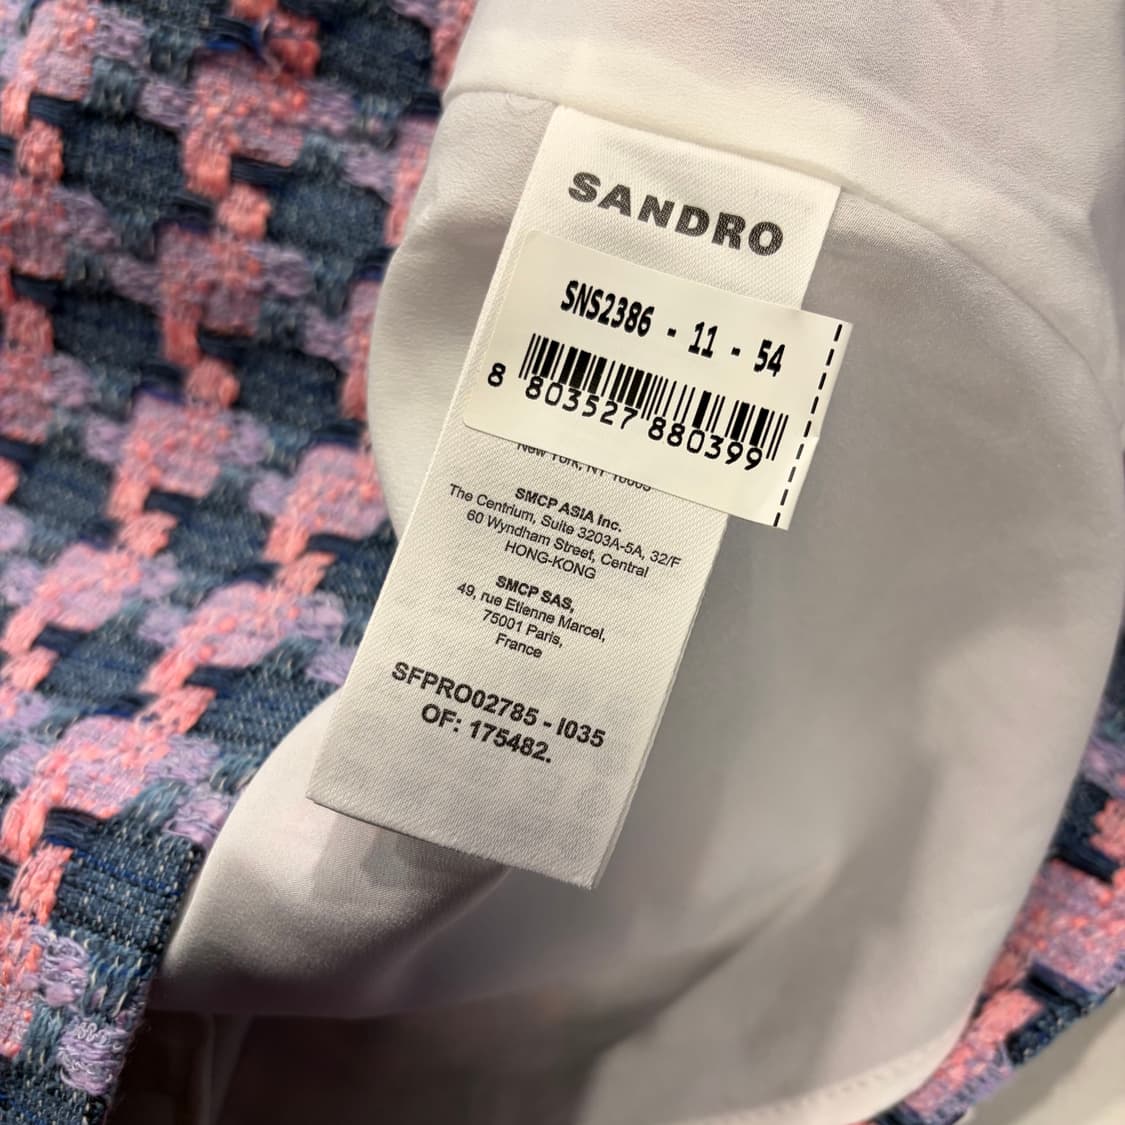 SANDRO
SNS2386 - 11 - 54
8 803527 880399
New York, NY 10003
SMCP ASIA Inc.
The Centrium, Suite 3203A-5A, 32/F
60 Wyndham Street, Central
HONG-KONG
SMCP SAS,
49, rue Etienne Marcel,
75001 Paris,
France
SFPRO02785 - I035
OF: 175482.